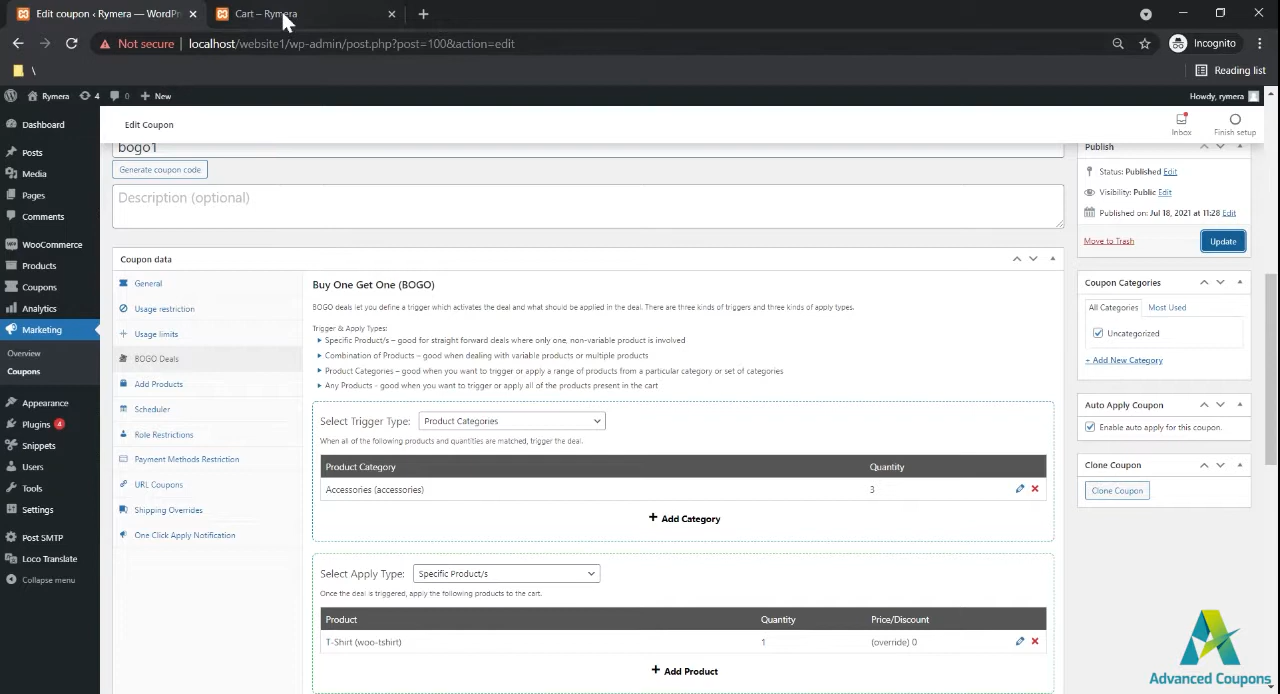 Edit coupon ‹ Rymera — WordPr
Cart – Rymera
Not secure
localhost/website1/wp-admin/post.php?post=100&action=edit
Incognito
\
Reading list
Rymera
4
0
New
Howdy, rymera
Dashboard
Posts
Media
Pages
Comments
WooCommerce
Products
Coupons
Analytics
Marketing
Overview
Coupons
Appearance
Plugins 4
Snippets
Users
Tools
Settings
Post SMTP
Loco Translate
Collapse menu
Edit Coupon
Inbox
Finish setup
bogo1
Generate coupon code
Description (optional)
Coupon data
General
Usage restriction
Usage limits
BOGO Deals
Add Products
Scheduler
Role Restrictions
Payment Methods Restriction
URL Coupons
Shipping Overrides
One Click Apply Notification
Buy One Get One (BOGO)
BOGO deals let you define a trigger which activates the deal and what should be applied in the deal. There are three kinds of triggers and three kinds of apply types.
Trigger & Apply Types:
Specific Product/s – good for straight forward deals where only one, non-variable product is involved
Combination of Products – good when dealing with variable products or multiple products
Product Categories – good when you want to trigger or apply a range of products from a particular category or set of categories
Any Products - good when you want to trigger or apply all of the products present in the cart
Select Trigger Type: Product Categories
When all of the following products and quantities are matched, trigger the deal.
Product Category Quantity
Accessories (accessories) 3
+ Add Category
Select Apply Type: Specific Product/s
Once the deal is triggered, apply the following products to the cart.
Product Quantity Price/Discount
T-Shirt (woo-tshirt) 1 (override) 0
+ Add Product
Publish
Status: Published Edit
Visibility: Public Edit
Published on: Jul 18, 2021 at 11:28 Edit
Move to Trash
Update
Coupon Categories
All Categories
Most Used
Uncategorized
+ Add New Category
Auto Apply Coupon
Enable auto apply for this coupon.
Clone Coupon
Clone Coupon
Advanced Coupons